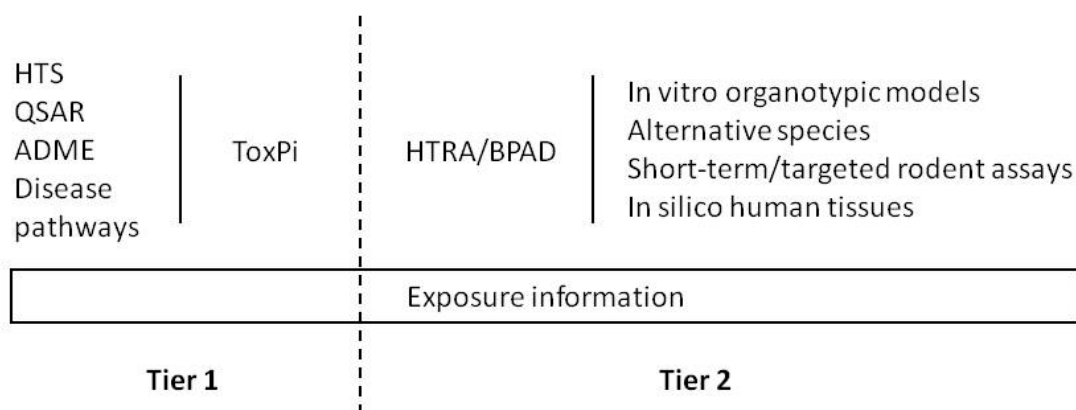 HTS
QSAR
ADME
Disease
pathways
ToxPi
HTRA/BPAD
In vitro organotypic models
Alternative species
Short-term/targeted rodent assays
In silico human tissues
Exposure information
Tier 1
Tier 2